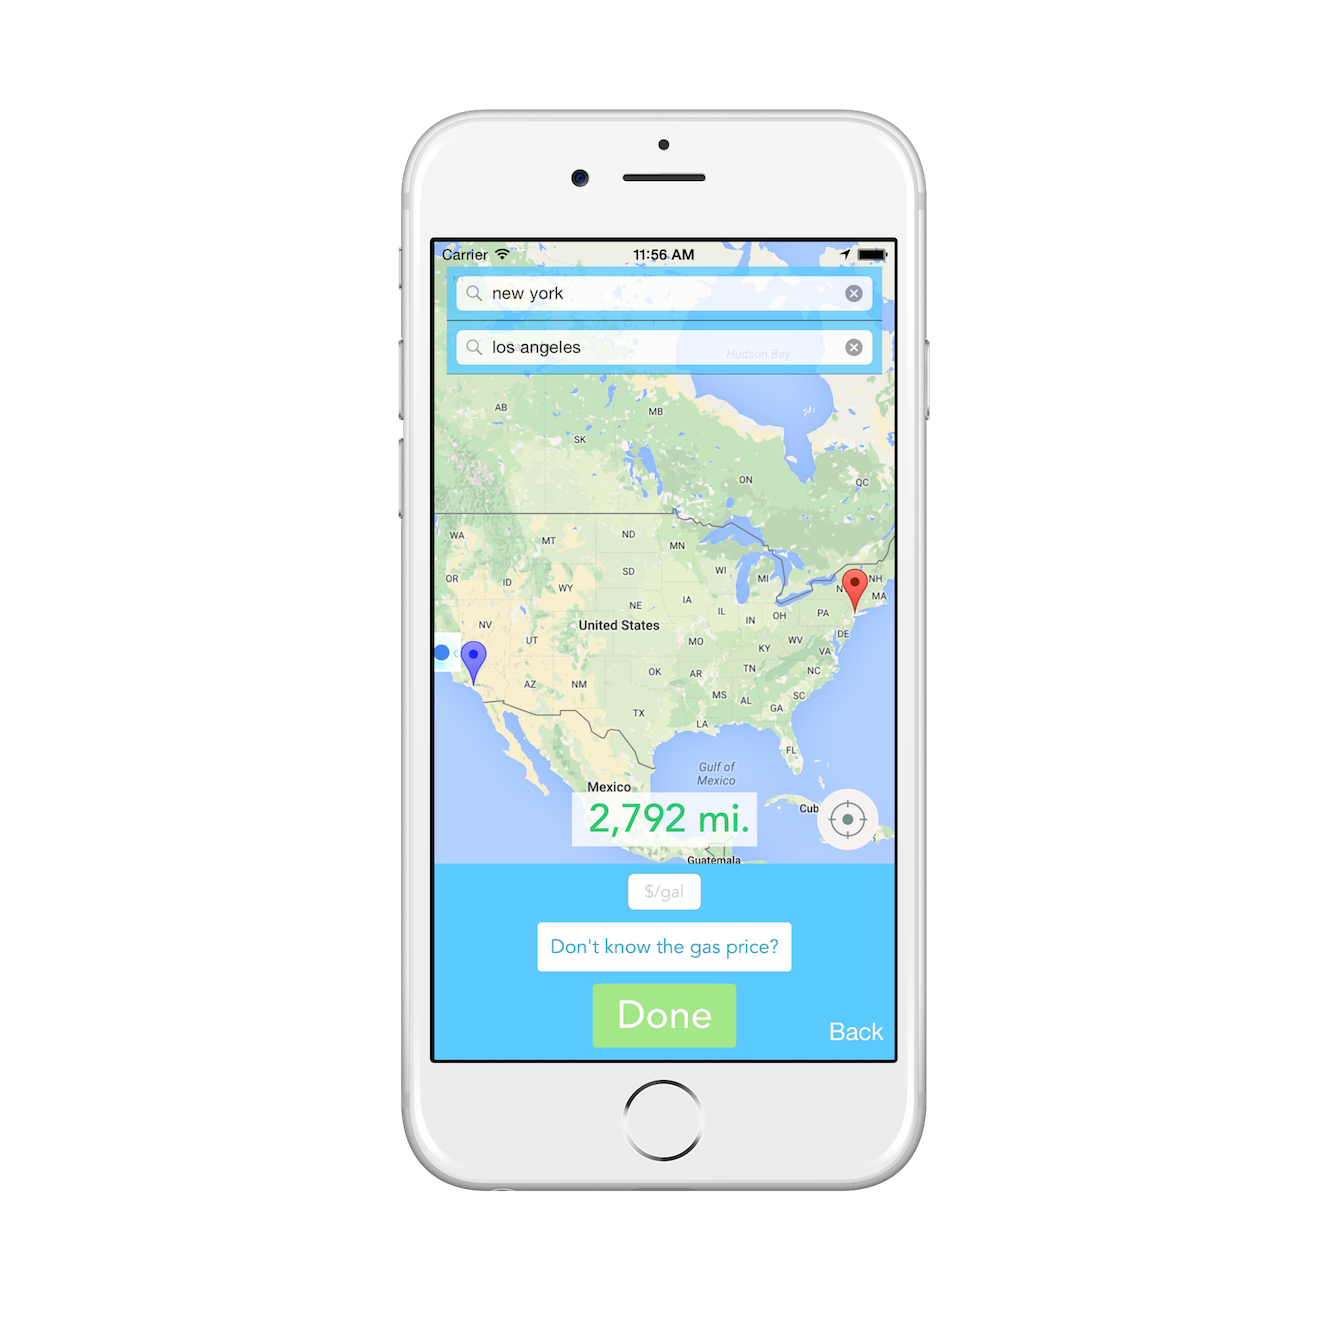 Carrier 11:56 AM
new york
los angeles
Hudson Bay
AB
MB
SK
ON
QC
WA
MT
ND
MN
OR
ID
WY
SD
WI
MI
NH
NE
IA
IL
IN
OH
PA
MA
NV
UT
United States
MO
KY
WV
VA
DE
AZ
NM
OK
AR
TN
NC
TX
LA
MS
AL
GA
SC
FL
Gulf of
Mexico
Mexico
2,792 mi.
Cub
Guatemala
$/gal
Don't know the gas price?
Done
Back